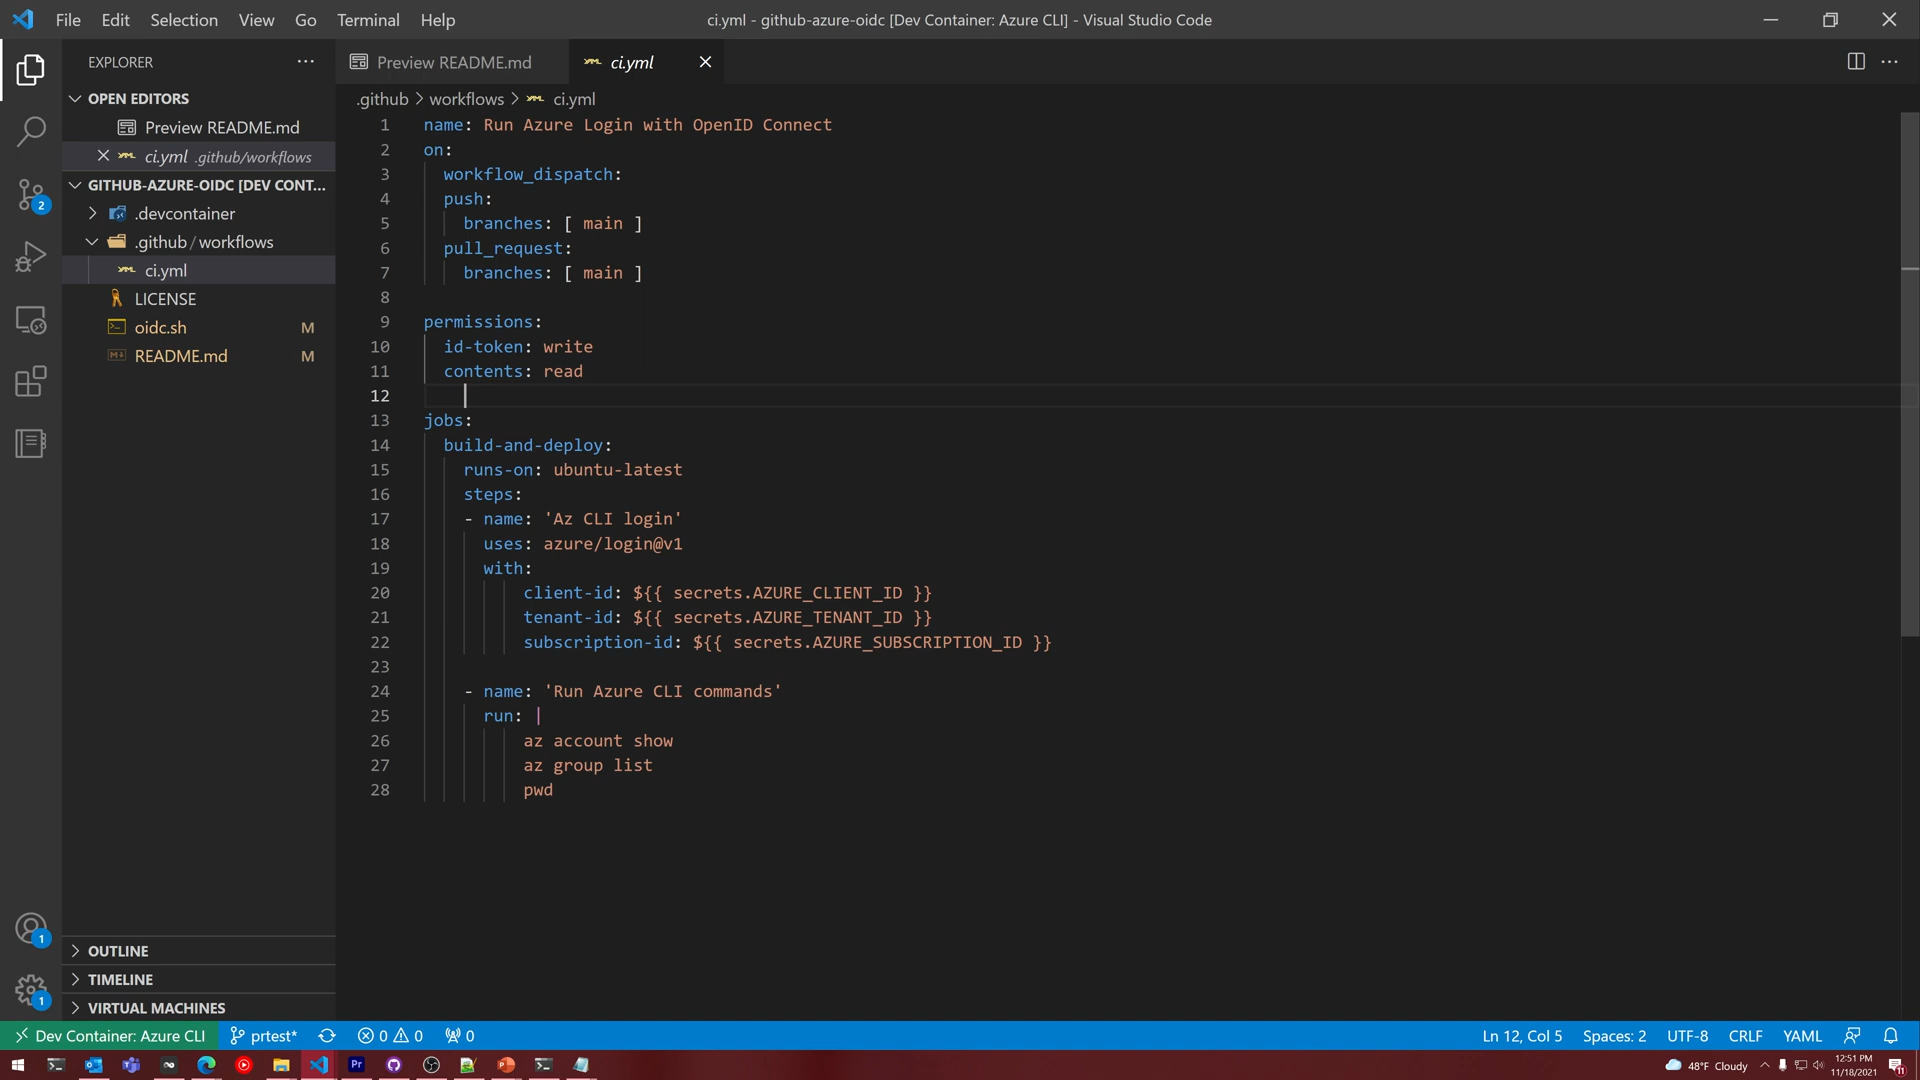 File Edit Selection View Go Terminal Help
ci.yml - github-azure-oidc [Dev Container: Azure CLI] - Visual Studio Code
EXPLORER
OPEN EDITORS
Preview README.md
ci.yml .github/workflows
GITHUB-AZURE-OIDC [DEV CONT...
.devcontainer
.github/workflows
ci.yml
LICENSE
oidc.sh M
README.md M
OUTLINE
TIMELINE
VIRTUAL MACHINES
2
1
1
Preview README.md
ci.yml
.github > workflows > ci.yml
1 name: Run Azure Login with OpenID Connect
2 on:
3 workflow_dispatch:
4 push:
5 branches: [ main ]
6 pull_request:
7 branches: [ main ]
8
9 permissions:
10 id-token: write
11 contents: read
12
13 jobs:
14 build-and-deploy:
15 runs-on: ubuntu-latest
16 steps:
17 - name: 'Az CLI login'
18 uses: azure/login@v1
19 with:
20 client-id: ${{ secrets.AZURE_CLIENT_ID }}
21 tenant-id: ${{ secrets.AZURE_TENANT_ID }}
22 subscription-id: ${{ secrets.AZURE_SUBSCRIPTION_ID }}
23
24 - name: 'Run Azure CLI commands'
25 run: |
26 az account show
27 az group list
28 pwd
Dev Container: Azure CLI prtest* 0 0 0
Ln 12, Col 5 Spaces: 2 UTF-8 CRLF YAML
Pr
48°F Cloudy
12:51 PM
11/18/2021
11